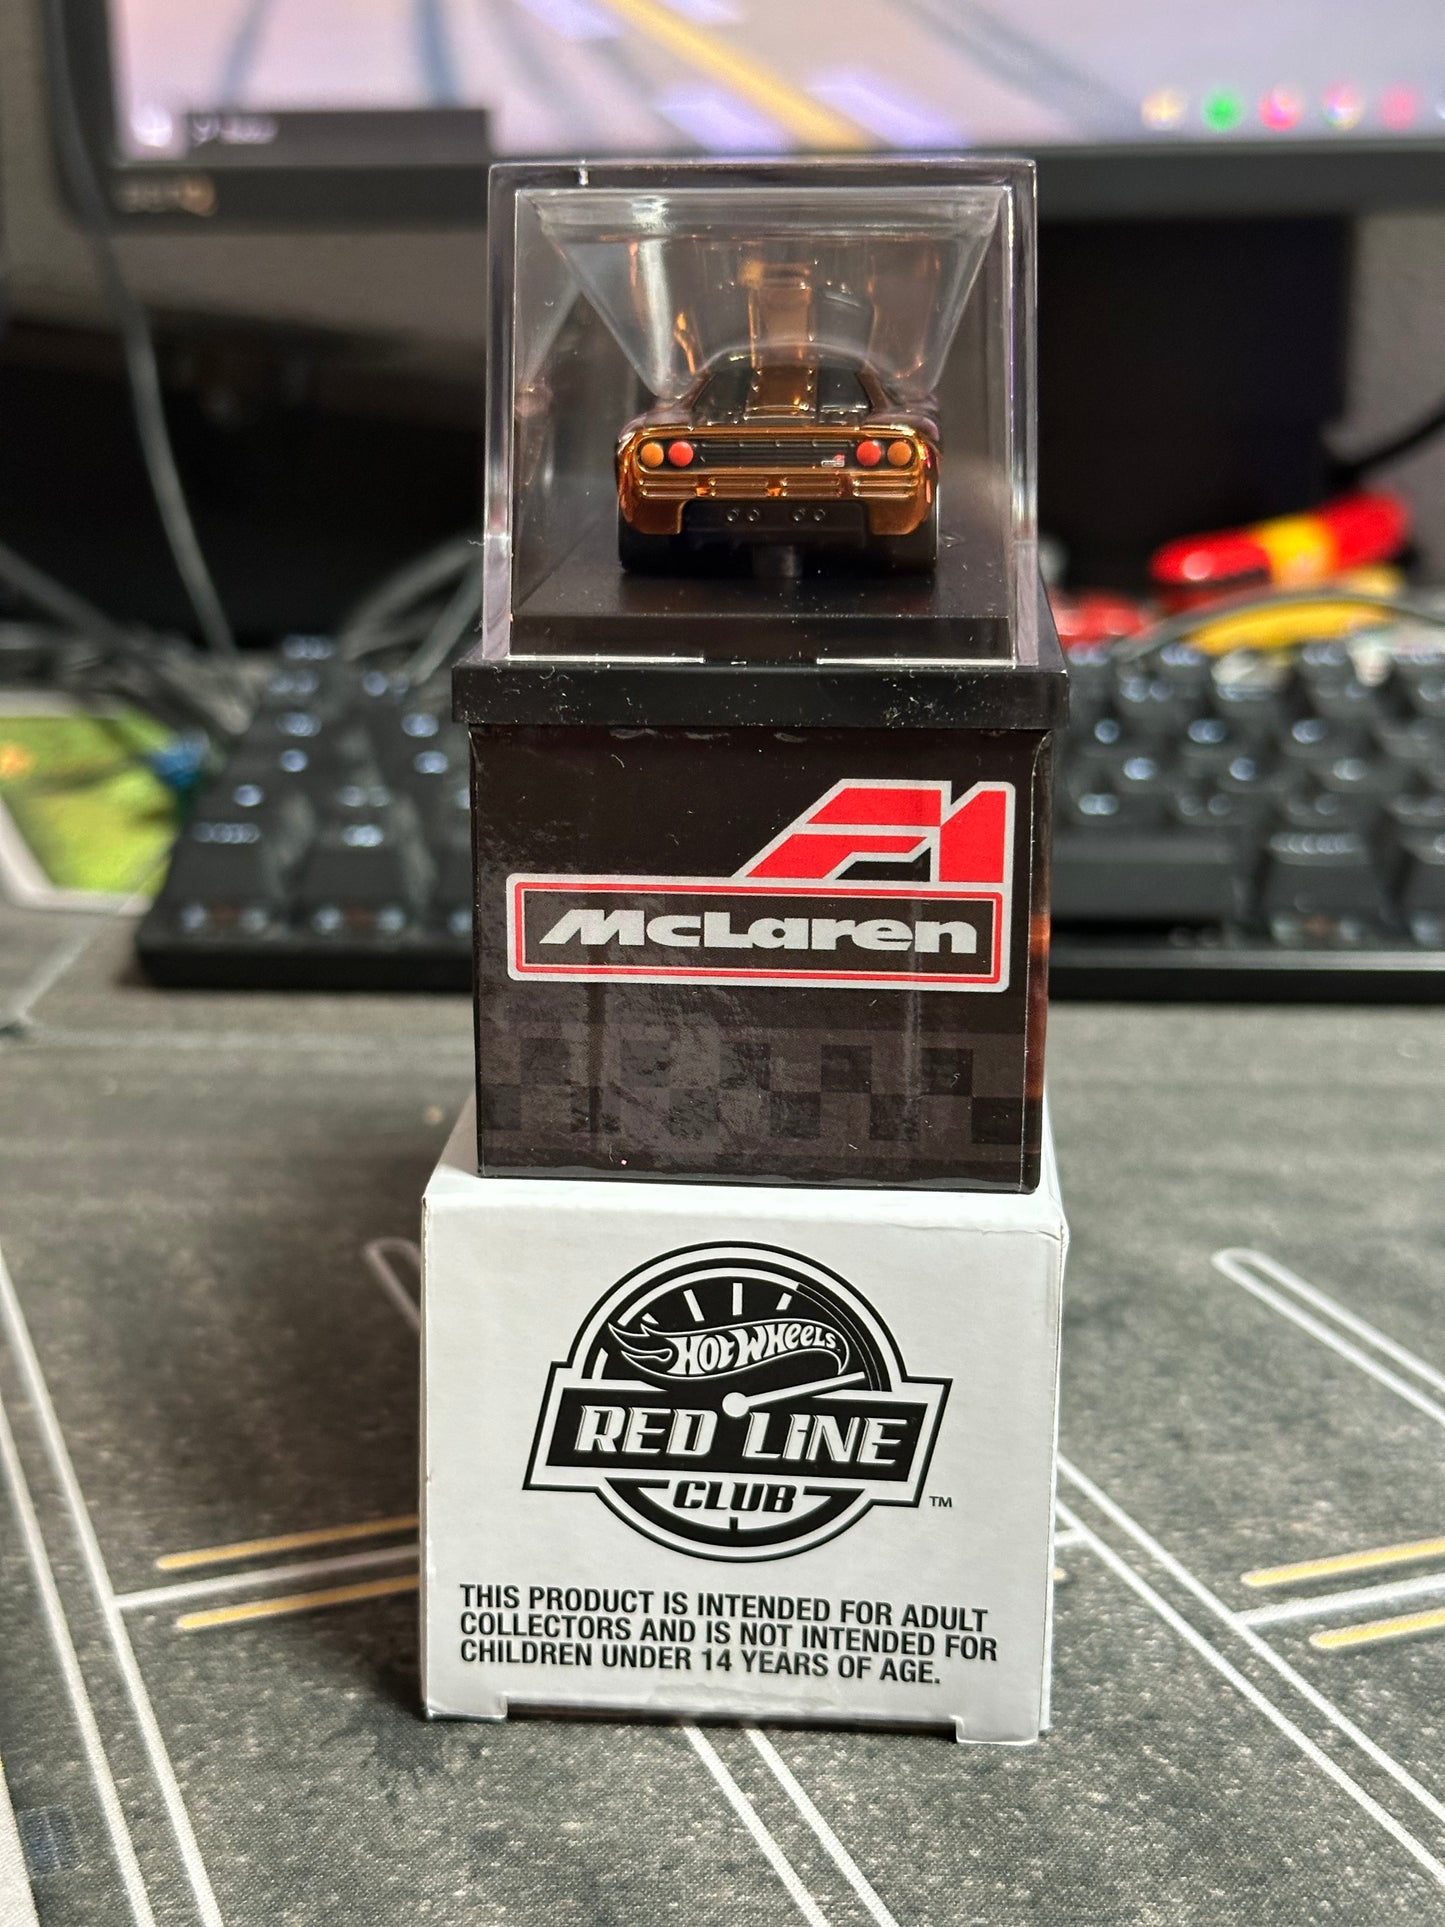 F1
McLaren
HOT WHEELS
RED LINE
CLUB
TM
THIS PRODUCT IS INTENDED FOR ADULT
COLLECTORS AND IS NOT INTENDED FOR
CHILDREN UNDER 14 YEARS OF AGE.